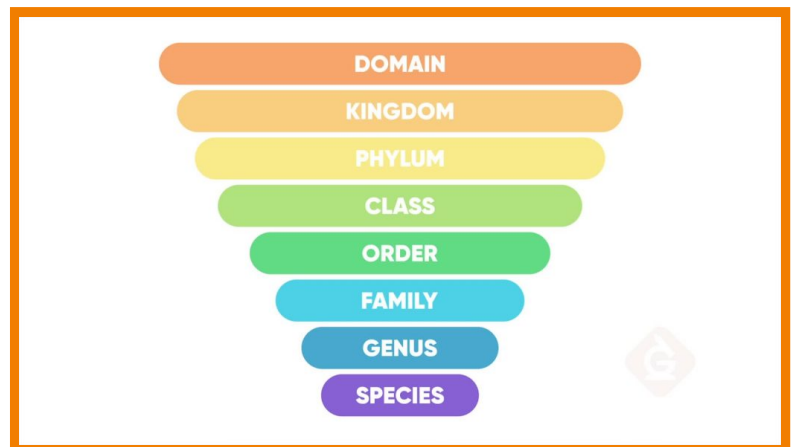 DOMAIN
KINGDOM
PHYLUM
CLASS
ORDER
FAMILY
GENUS
SPECIES